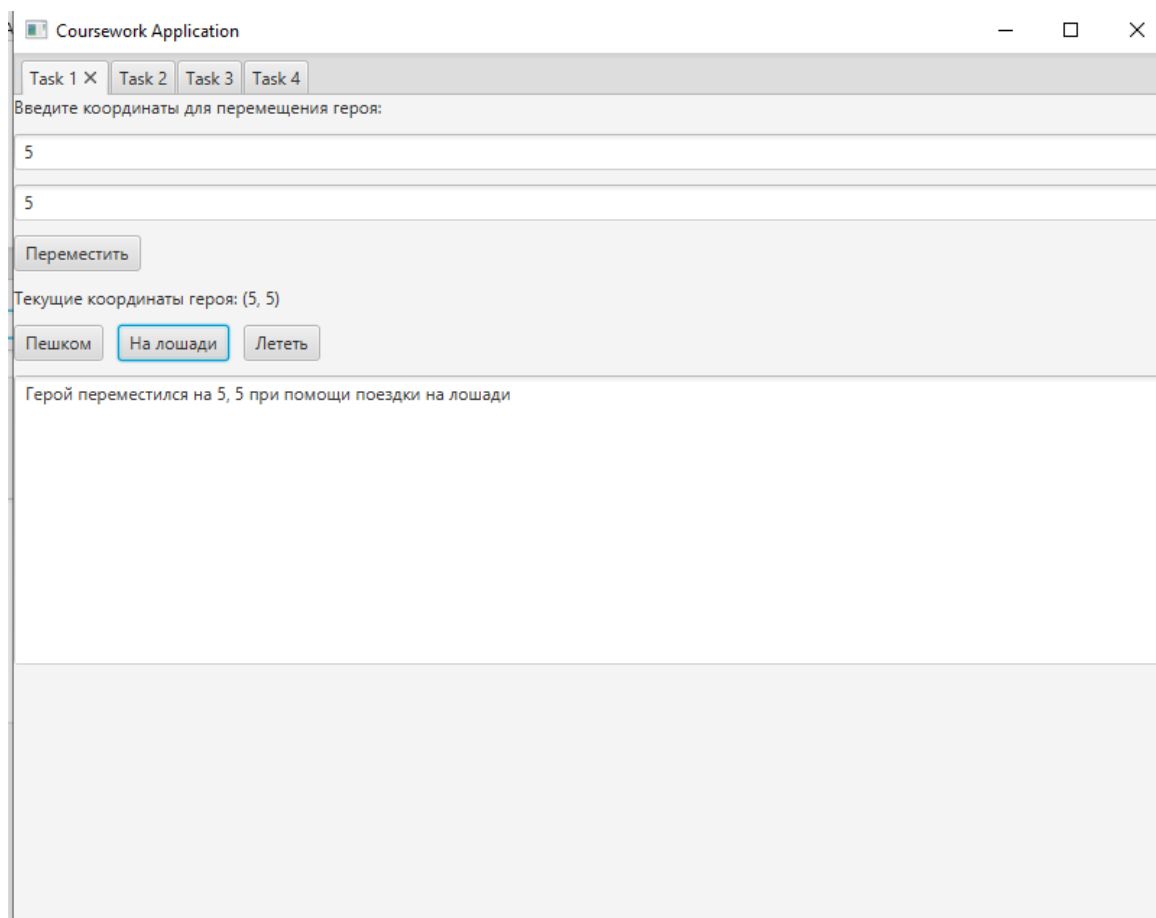 Coursework Application
Task 1 Task 2 Task 3 Task 4
Введите координаты для перемещения героя:
5
5
Переместить
Текущие координаты героя: (5, 5)
Пешком На лошади Лететь
Герой переместился на 5, 5 при помощи поездки на лошади